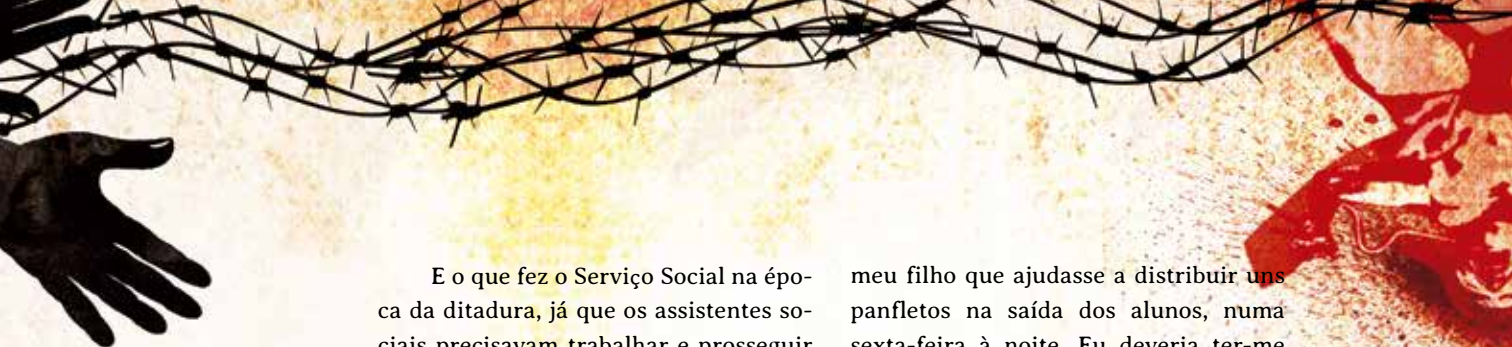 E o que fez o Serviço Social na épo-
ca da ditadura, já que os assistentes so-
ciais precisavam trabalhar e prosseguir
meu filho que ajudasse a distribuir uns
panfletos na saída dos alunos, numa
sexta-feira à noite. Eu deveria ter-me